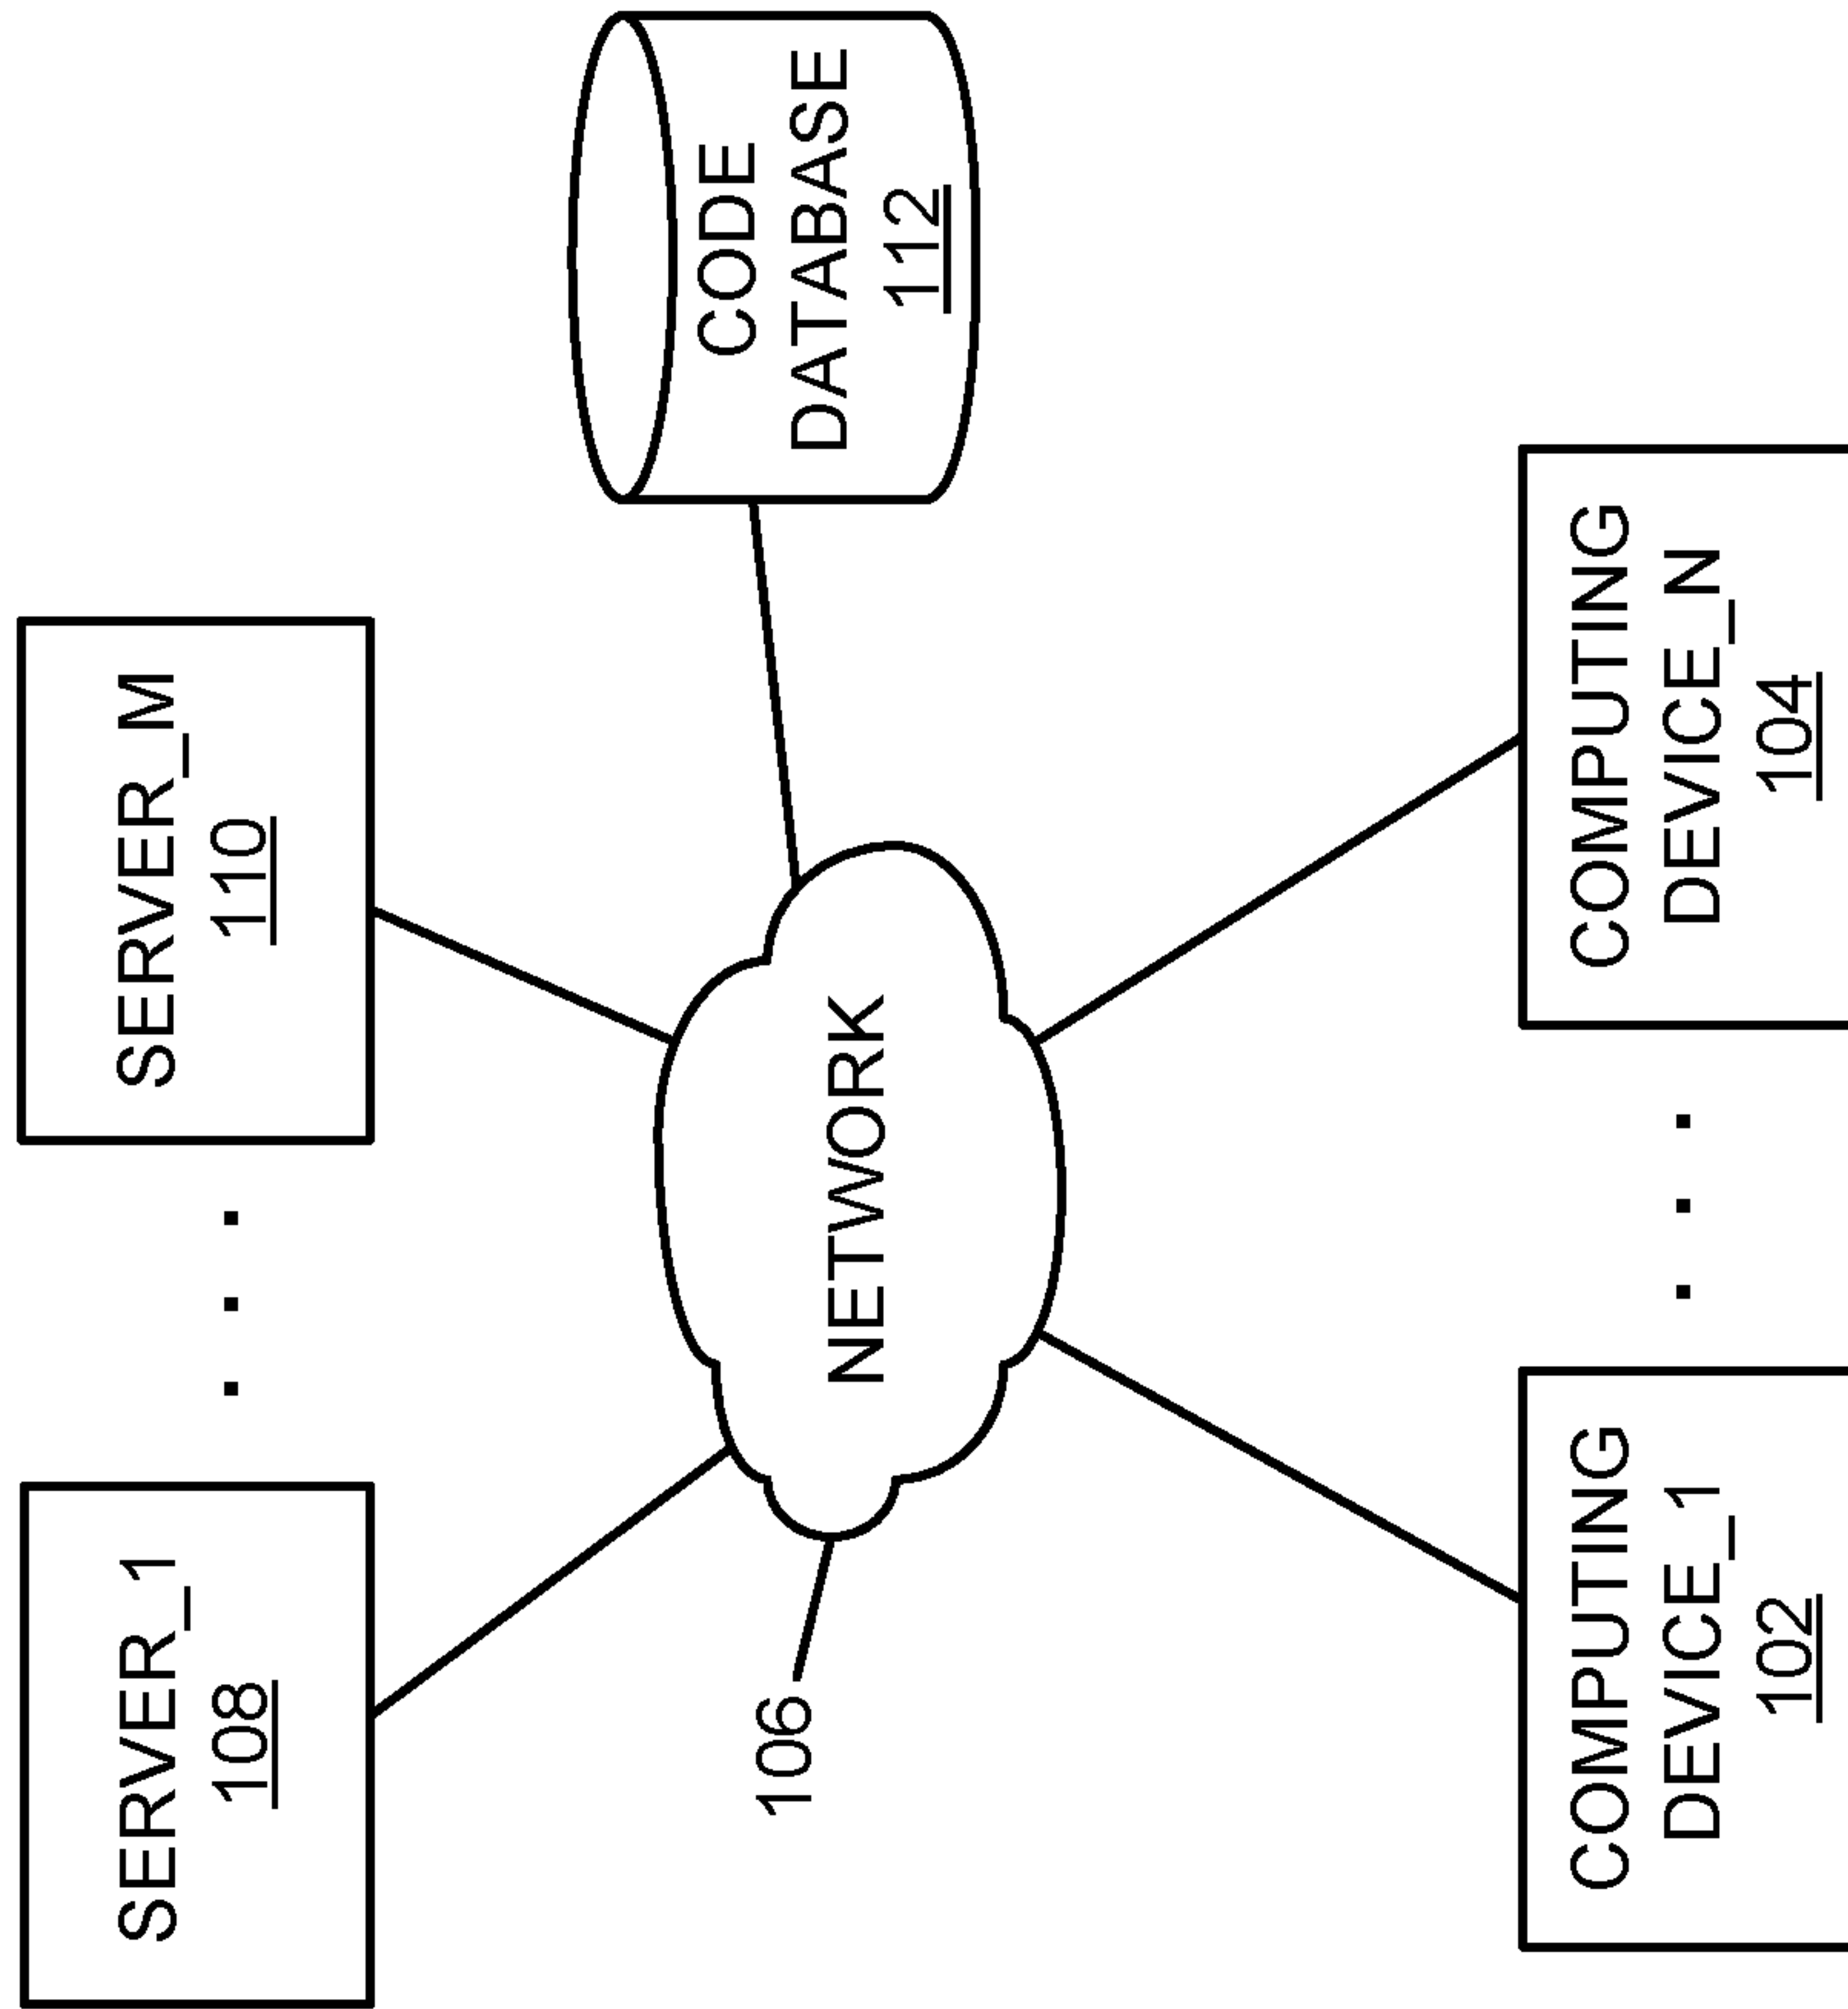 SERVER_1
108
. . .
SERVER_M
110
CODE
DATABASE
112
NETWORK
106
COMPUTING
DEVICE_1
102
. . .
COMPUTING
DEVICE_N
104